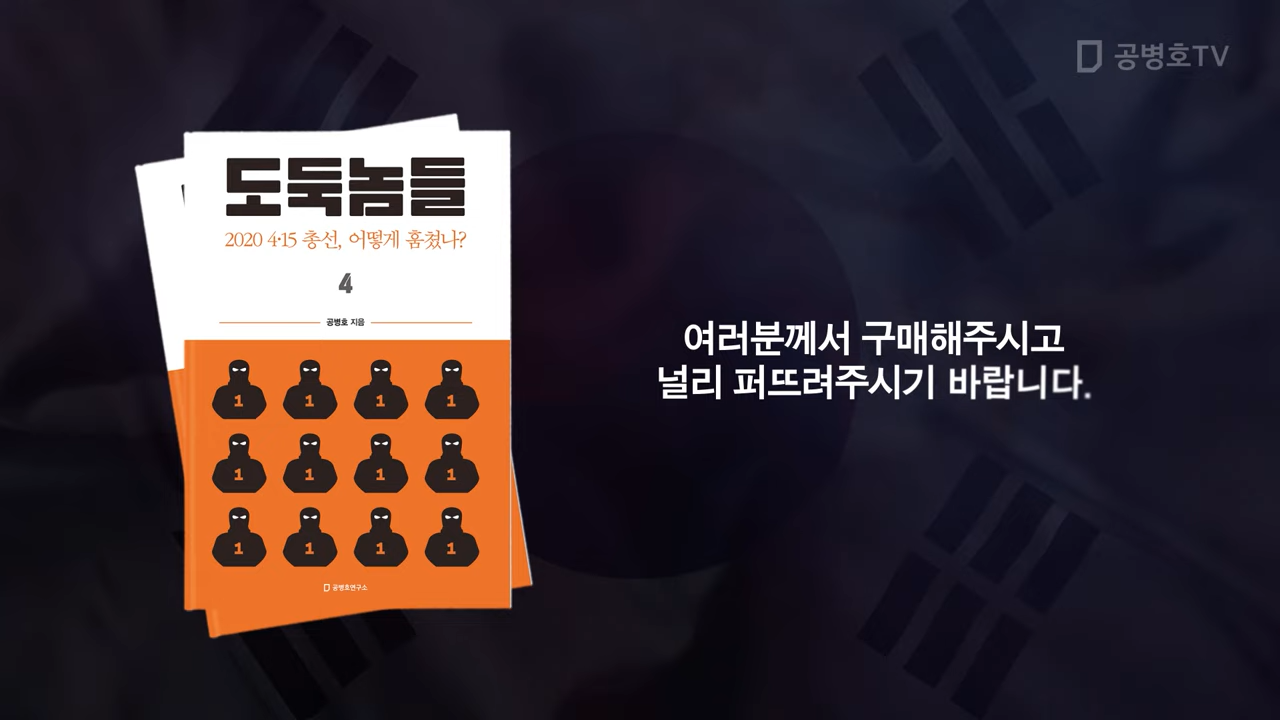 공병호TV
도둑놈들
2020 4·15 총선, 어떻게 훔쳤나?
4
공병호 지음
1 1 1 1
1 1 1 1
1 1 1 1
공병호연구소
여러분께서 구매해주시고
널리 퍼뜨려주시기 바랍니다.